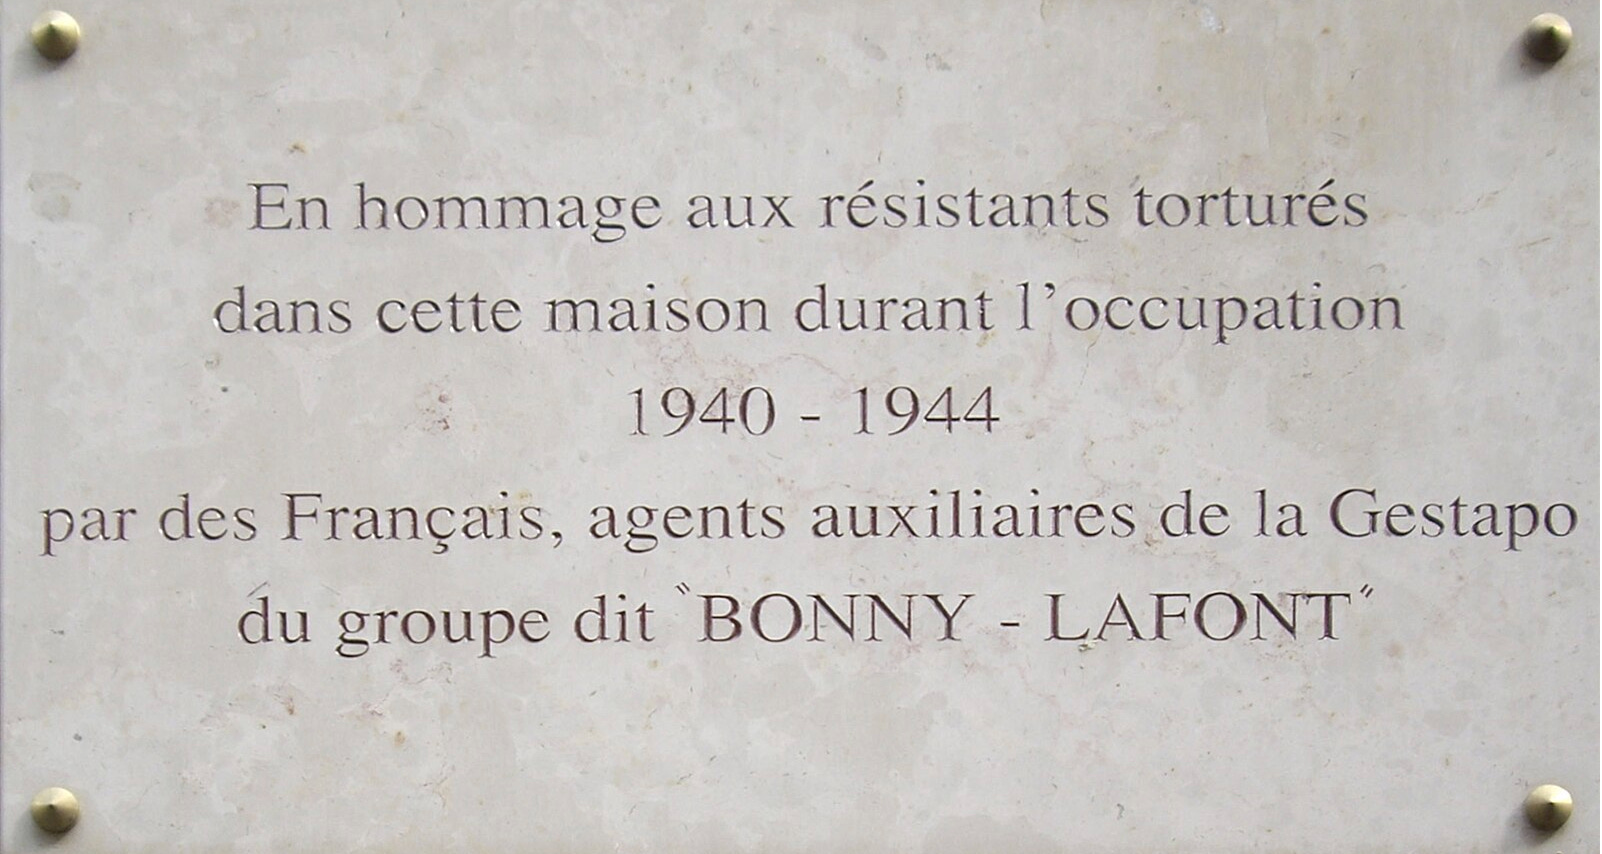 En hommage aux résistants torturés
dans cette maison durant l'occupation
1940 - 1944
par des Français, agents auxiliaires de la Gestapo
du groupe dit "BONNY - LAFONT"